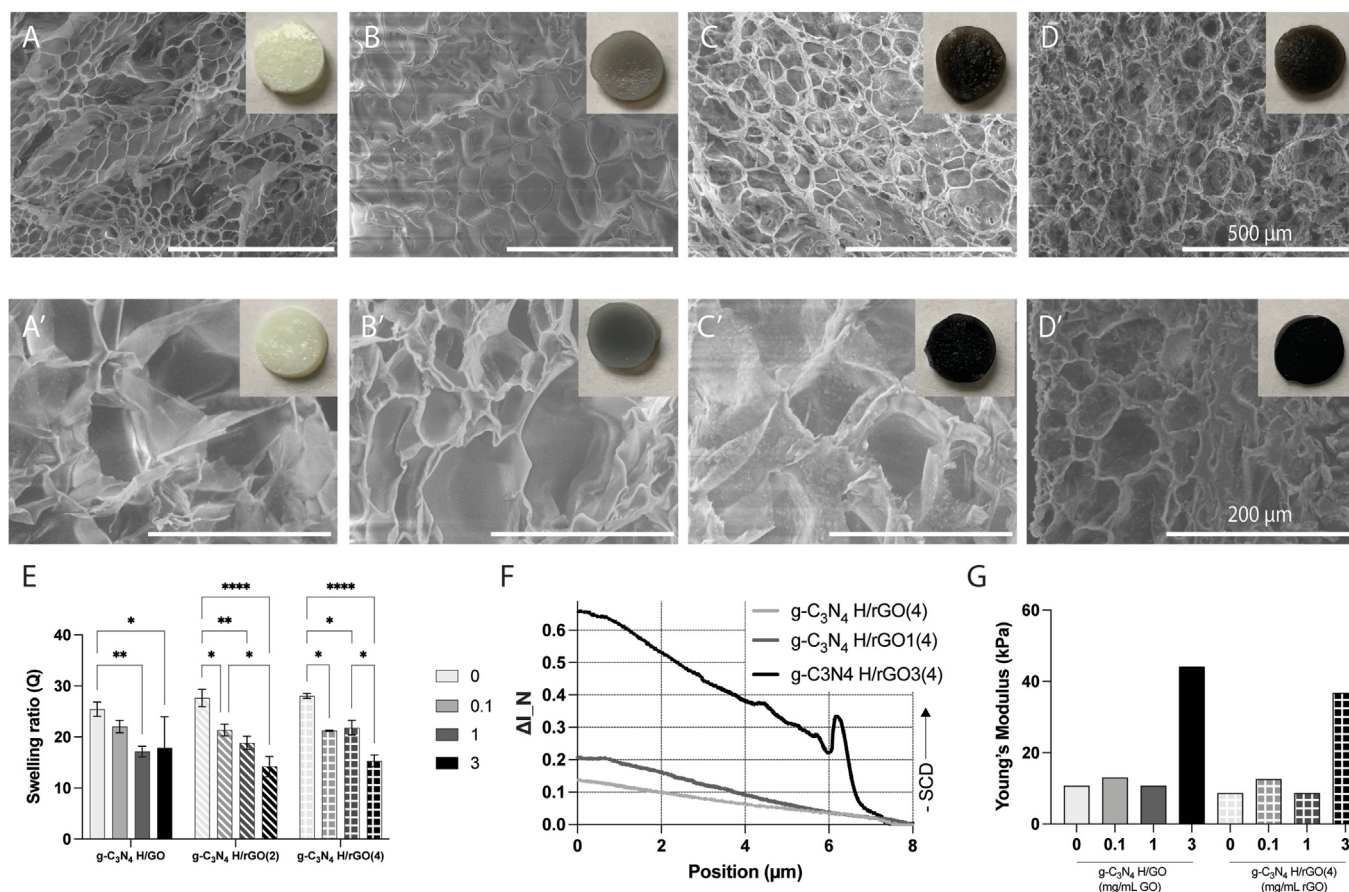 A
B
C
D
500 µm
A'
B'
C'
D'
200 µm
E
Swelling ratio (Q)
40
30
20
10
0
*
**
****
**
*
*
****
*
*
*
g-C₃N₄ H/GO
g-C₃N₄ H/rGO(2)
g-C₃N₄ H/rGO(4)
0
0.1
1
3
F
ΔI_N
0.6
0.5
0.4
0.3
0.2
0.1
0.0
0
2
4
6
8
Position (µm)
g-C₃N₄ H/rGO(4)
g-C₃N₄ H/rGO1(4)
g-C3N4 H/rGO3(4)
- SCD
G
Young's Modulus (kPa)
60
40
20
0
0 0.1 1 3 0 0.1 1 3
g-C₃N₄ H/GO
(mg/mL GO)
g-C₃N₄ H/rGO(4)
(mg/mL rGO)